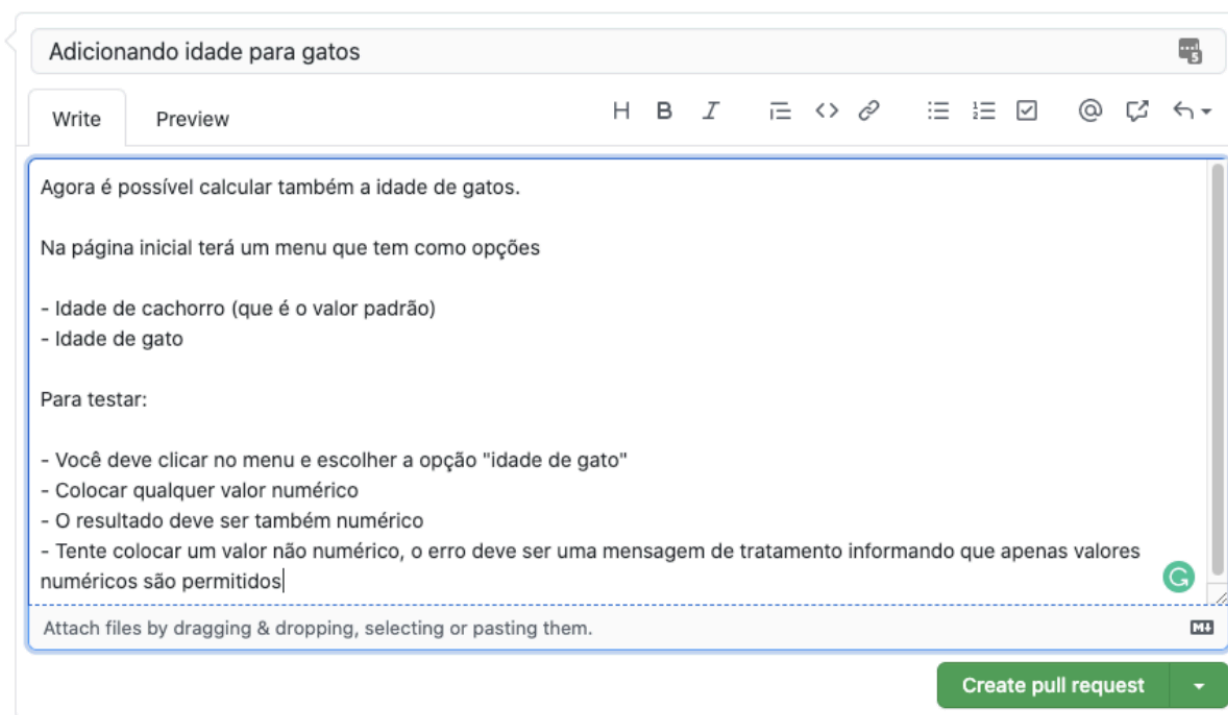 Adicionando idade para gatos
Write Preview
Agora é possível calcular também a idade de gatos.
Na página inicial terá um menu que tem como opções
- Idade de cachorro (que é o valor padrão)
- Idade de gato
Para testar:
- Você deve clicar no menu e escolher a opção "idade de gato"
- Colocar qualquer valor numérico
- O resultado deve ser também numérico
- Tente colocar um valor não numérico, o erro deve ser uma mensagem de tratamento informando que apenas valores
numéricos são permitidos
Attach files by dragging & dropping, selecting or pasting them.
Create pull request